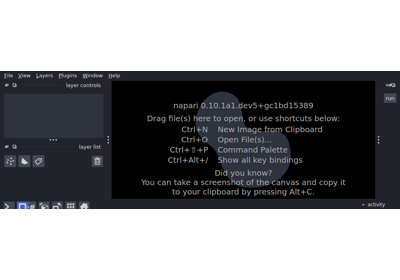 File View Layers Plugins Window Help
layer controls
run
napari 0.10.1a1.dev5+gc1bd15389
Drag file(s) here to open, or use shortcuts below:
Ctrl+N New Image from Clipboard
Ctrl+O Open File(s)...
Ctrl+⇧+P Command Palette
layer list
Ctrl+Alt+/ Show all key bindings
Did you know?
You can take a screenshot of the canvas and copy it
to your clipboard by pressing Alt+C.
activity